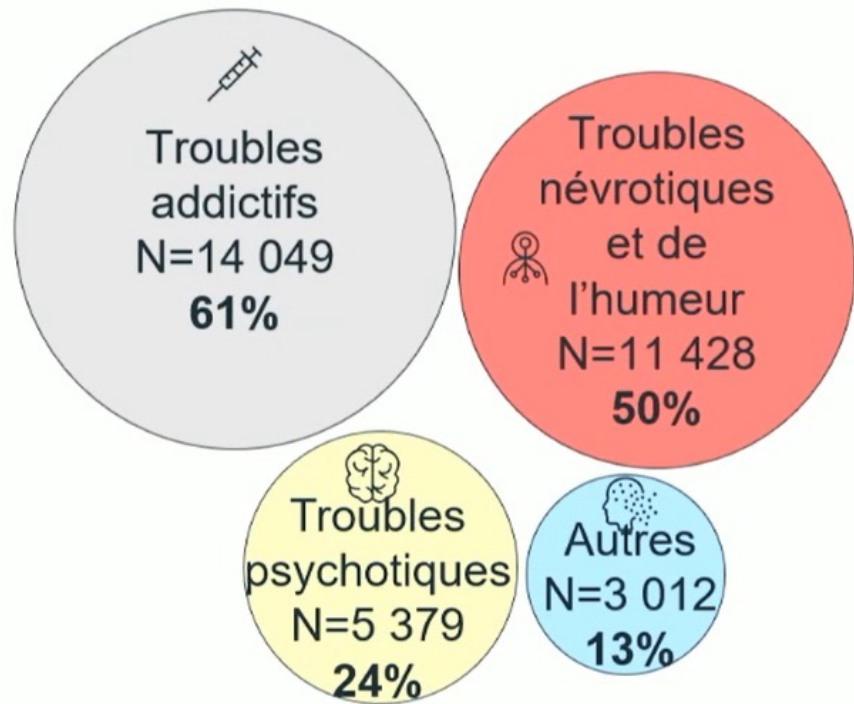 Troubles
addictifs
N=14 049
61%
Troubles
névrotiques
et de
l'humeur
N=11 428
50%
Troubles
psychotiques
N=5 379
24%
Autres
N=3 012
13%